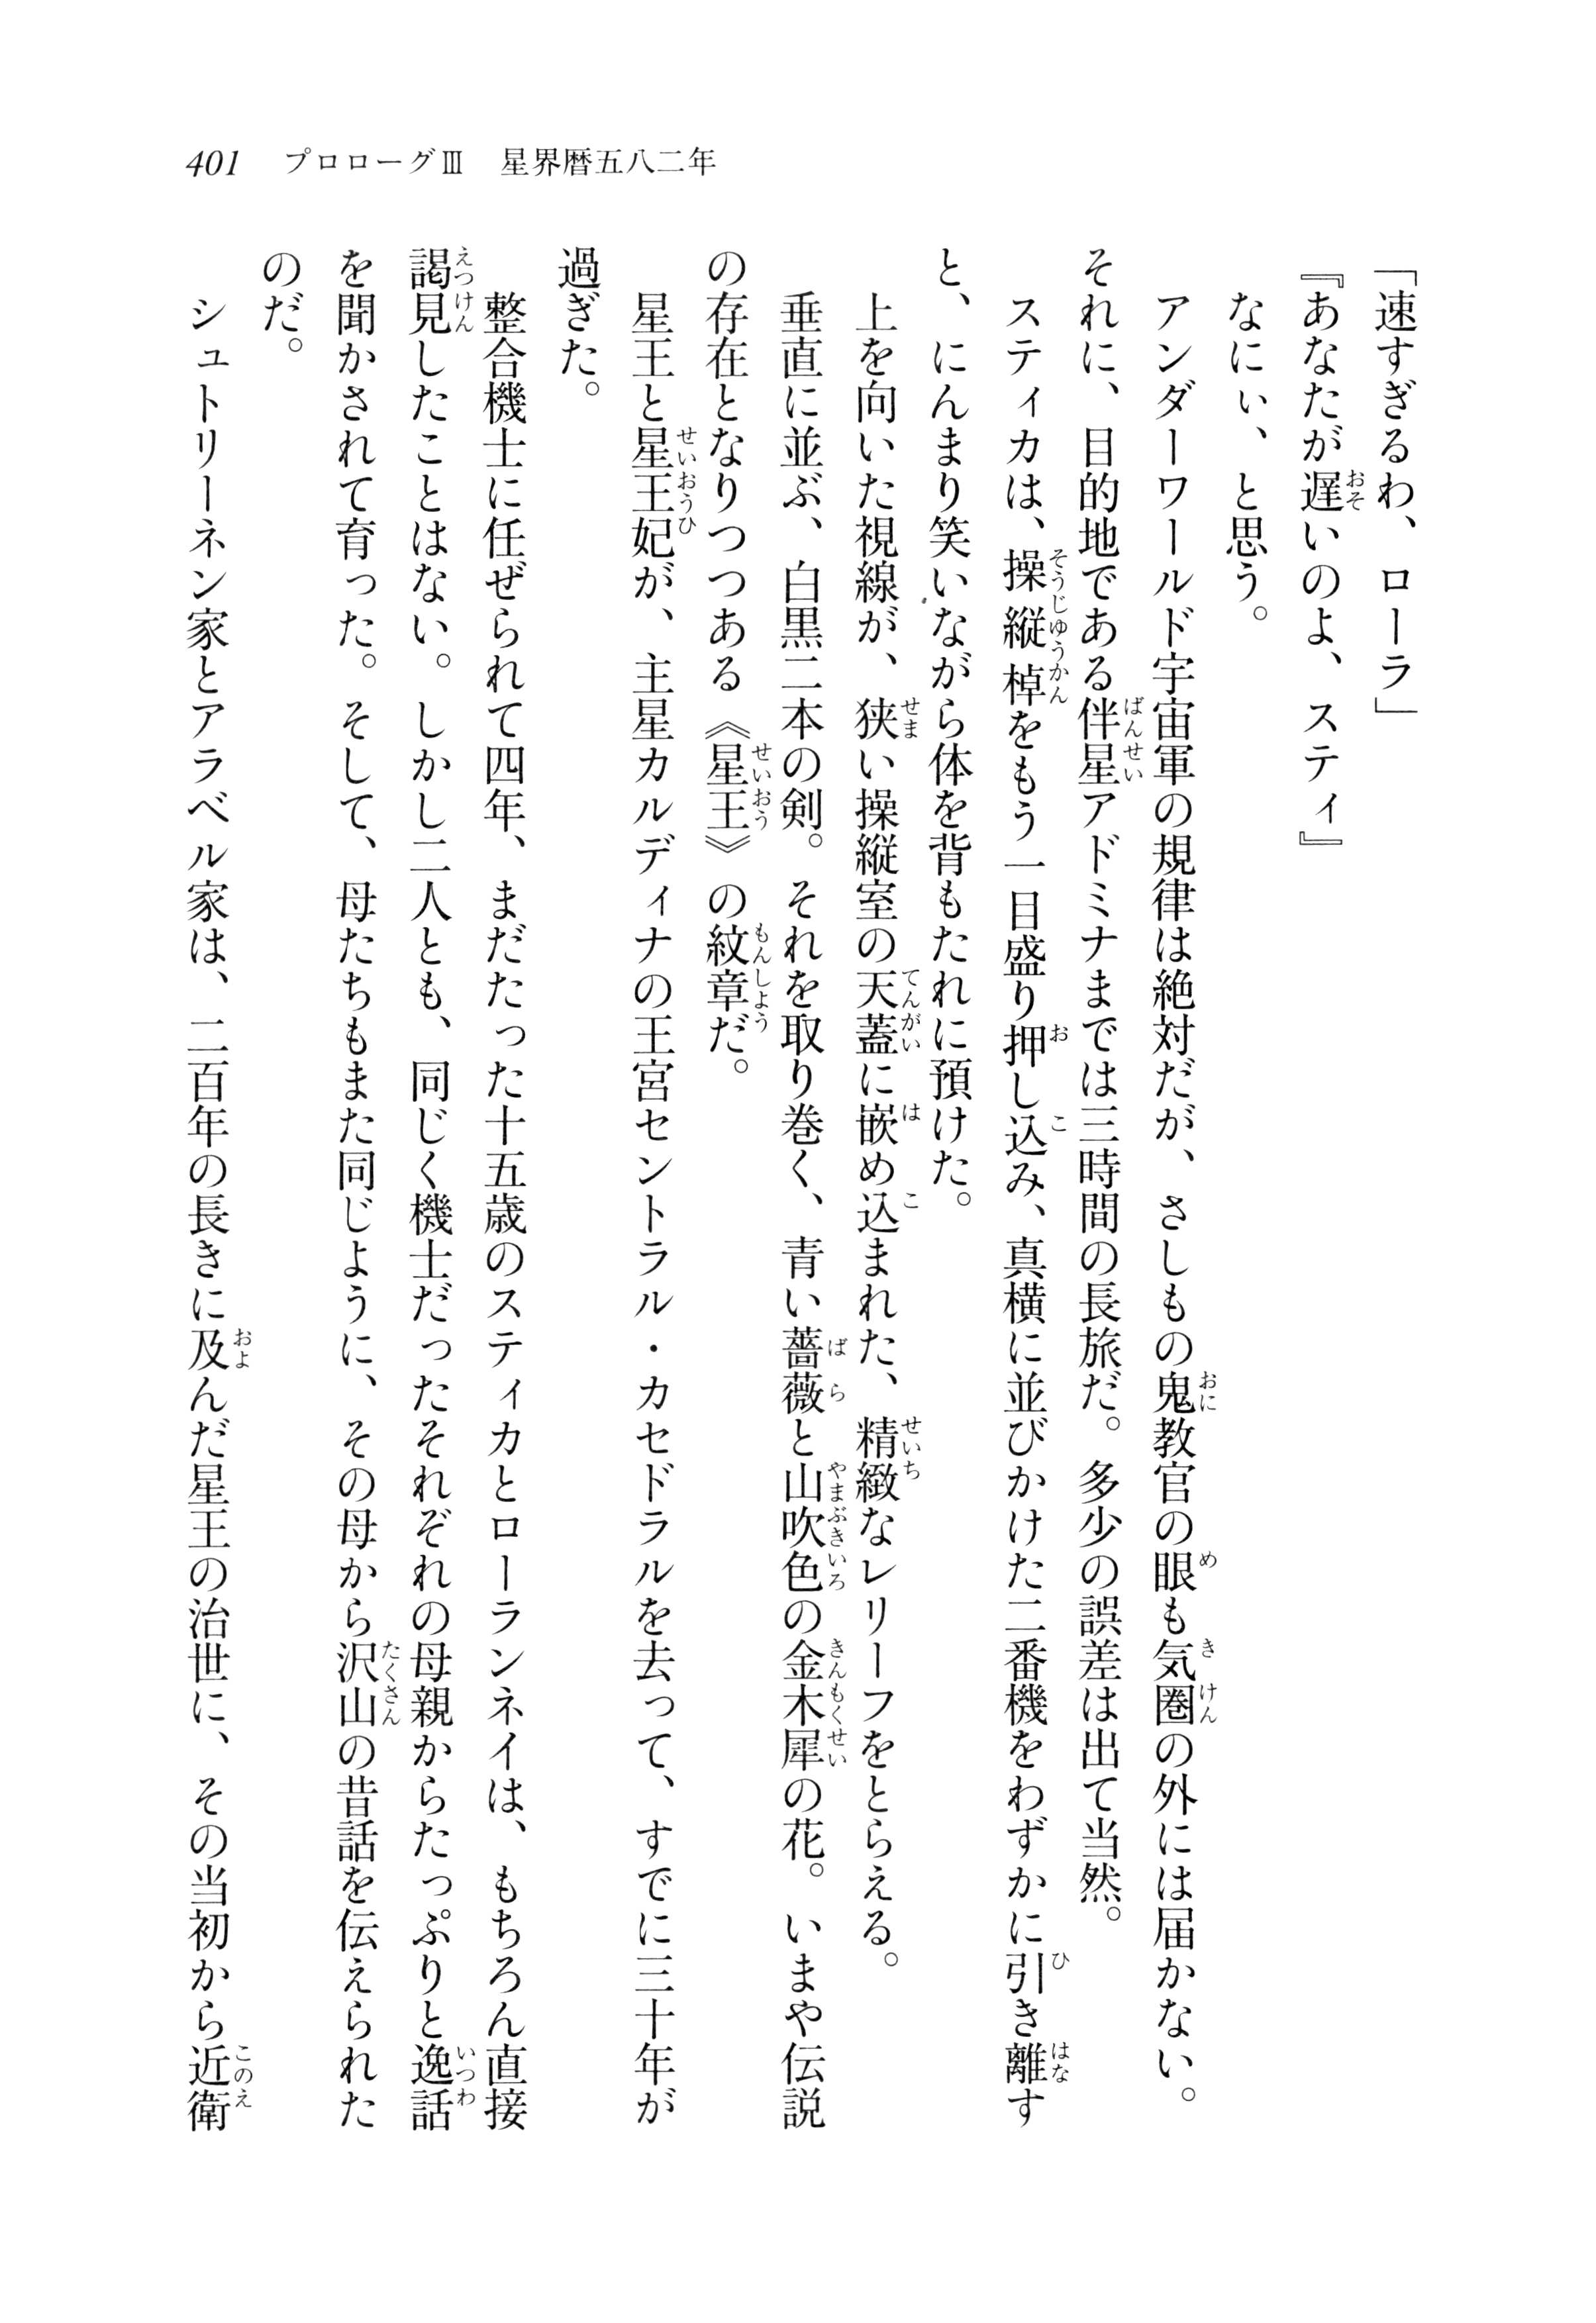 401 プロローグⅢ 星界暦五八二年
「速すぎるわ、ローラ」
『あなたが遅いのよ、スティ』
なにぃ、と思う。
アンダーワールド宇宙軍の規律は絶対だが、さしもの鬼教官の眼も気圏の外には届かない。
それに、目的地である伴星アドミナまでは三時間の長旅だ。多少の誤差は出て当然。
スティカは、操縦桿をもう一目盛り押し込み、真横に並びかけた二番機をわずかに引き離す
と、にんまり笑いながら体を背もたれに預けた。
上を向いた視線が、狭い操縦室の天蓋に嵌め込まれた、精緻なレリーフをとらえる。
垂直に並ぶ、白黒二本の剣。それを取り巻く、青い薔薇と山吹色の金木犀の花。いまや伝説
の存在となりつつある《星王》の紋章だ。
星王と星王妃が、主星カルディナの王宮セントラル・カセドラルを去って、すでに三十年が
過ぎた。
整合機士に任ぜられて四年、まだたった十五歳のスティカとローランネイは、もちろん直接
謁見したことはない。しかし二人とも、同じく機士だったそれぞれの母親からたっぷりと逸話
を聞かされて育った。そして、母たちもまた同じように、その母から沢山の昔話を伝えられた
のだ。
シュトリーネン家とアラベル家は、二百年の長きに及んだ星王の治世に、その当初から近衛